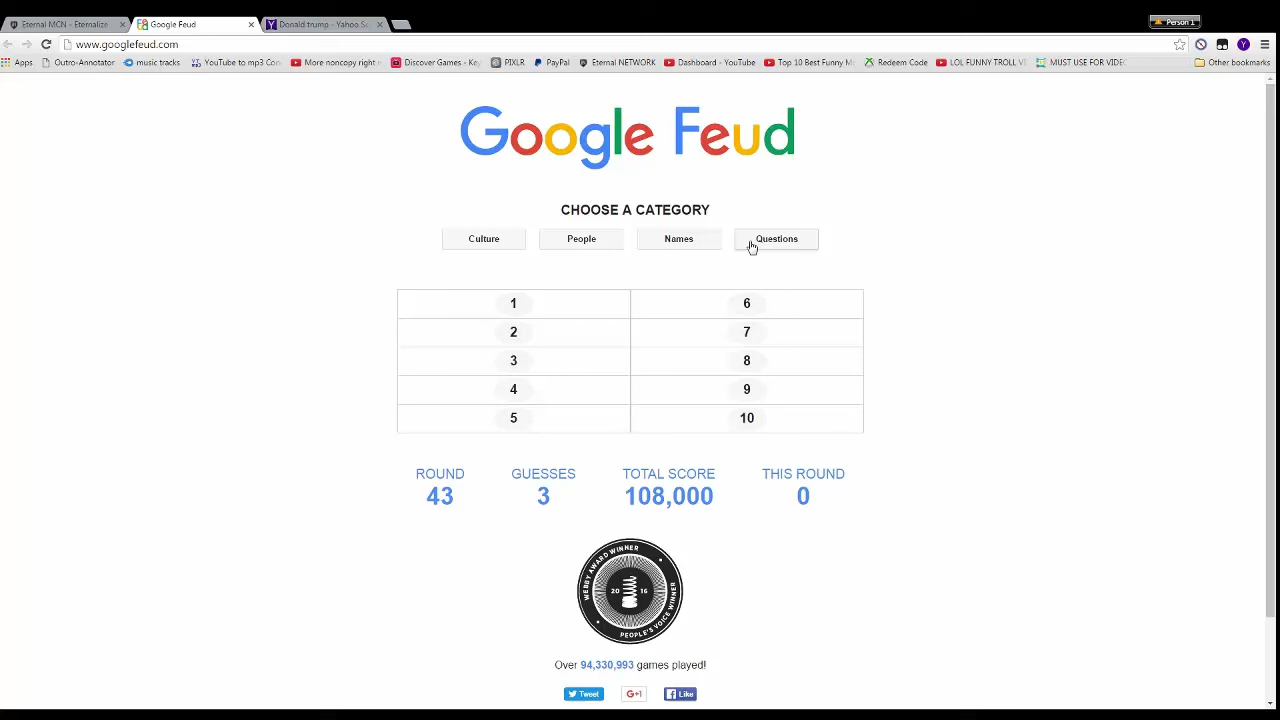 Eternal MCN - Eternalize
Google Feud
Donald trump - Yahoo Se
Person 1
www.googlefeud.com
Apps
Outro-Annotator
music tracks
YouTube to mp3 Con
More noncopy right m
Discover Games - Key
PIXLR
PayPal
Eternal NETWORK
Dashboard - YouTube
Top 10 Best Funny M
Redeem Code
LOL FUNNY TROLL VI
MUST USE FOR VIDEO
Other bookmarks
Google Feud
CHOOSE A CATEGORY
Culture
People
Names
Questions
1
6
2
7
3
8
4
9
5
10
ROUND
GUESSES
TOTAL SCORE
THIS ROUND
43
3
108,000
0
WEBBY AWARD WINNER
20 16
PEOPLE'S VOICE WINNER
Over 94,330,993 games played!
Tweet
G+1
Like